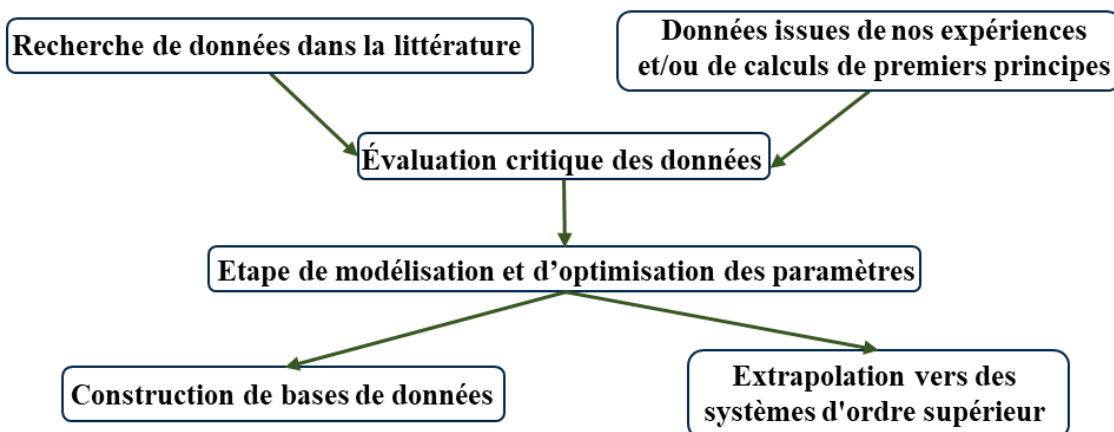 Recherche de données dans la littérature
Données issues de nos expériences
et/ou de calculs de premiers principes
Évaluation critique des données
Etape de modélisation et d’optimisation des paramètres
Construction de bases de données
Extrapolation vers des
systèmes d'ordre supérieur